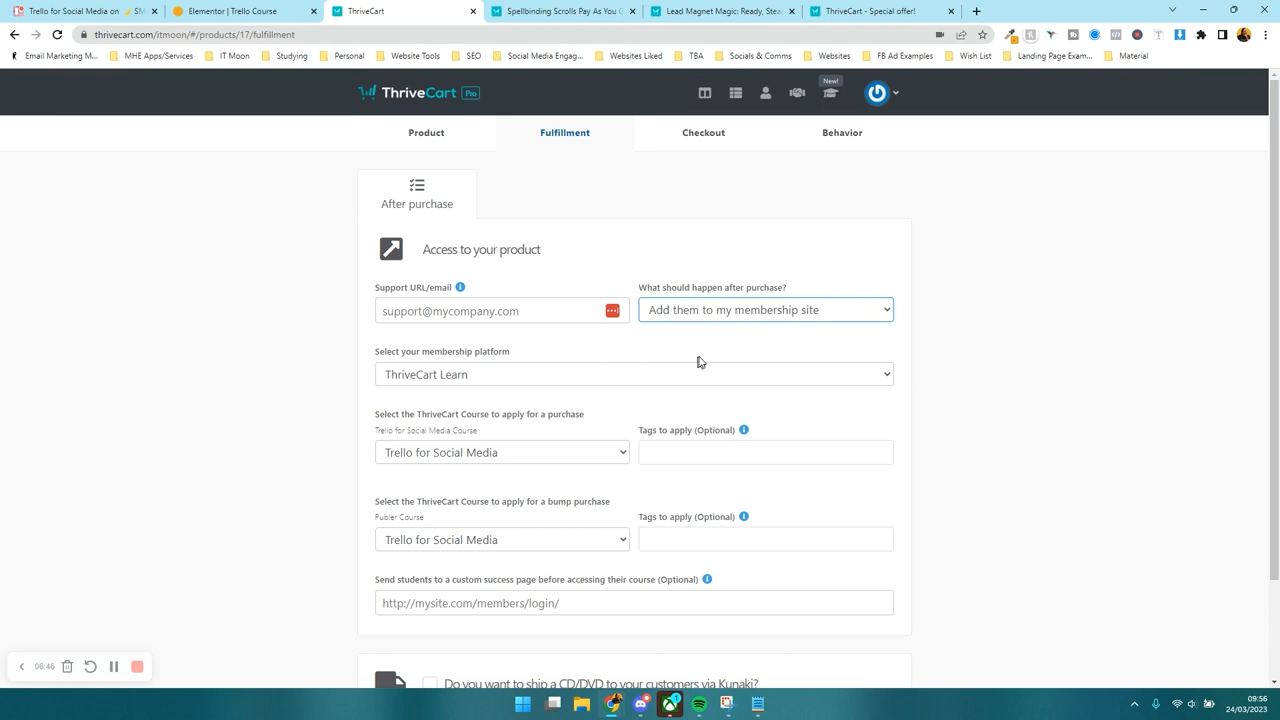 Trello for Social Media on
SM
Elementor | Trello Course
ThriveCart
Spellbinding Scrolls Pay As You G
Lead Magnet Magic: Ready, Stea
ThriveCart - Special offer!
thrivecart.com/itmoon/#/products/17/fulfillment
Email Marketing M...
MHE Apps/Services
IT Moon
Studying
Personal
Website Tools
SEO
Social Media Engag...
Websites Liked
TBA
Socials & Comms
Websites
FB Ad Examples
Wish List
Landing Page Exam...
Material
ThriveCart Pro
New!
Product
Fulfillment
Checkout
Behavior
After purchase
Access to your product
Support URL/email
What should happen after purchase?
support@mycompany.com
Add them to my membership site
Select your membership platform
ThriveCart Learn
Select the ThriveCart Course to apply for a purchase
Trello for Social Media Course
Tags to apply (Optional)
Trello for Social Media
Select the ThriveCart Course to apply for a bump purchase
Publer Course
Tags to apply (Optional)
Trello for Social Media
Send students to a custom success page before accessing their course (Optional)
http://mysite.com/members/login/
Do you want to ship a CD/DVD to your customers via Kunaki?
06:46
09:56
24/03/2023